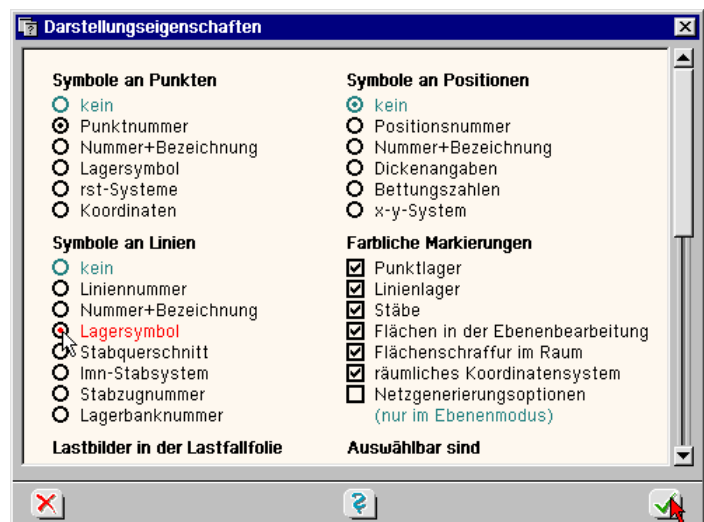 Darstellungseigenschaften
Symbole an Punkten
kein
Punktnummer
Nummer+Bezeichnung
Lagersymbol
rst-Systeme
Koordinaten
Symbole an Positionen
kein
Positionsnummer
Nummer+Bezeichnung
Dickenangaben
Bettungszahlen
x-y-System
Symbole an Linien
kein
Liniennummer
Nummer+Bezeichnung
Lagersymbol
Stabquerschnitt
lmn-Stabsystem
Stabzugnummer
Lagerbanknummer
Farbliche Markierungen
Punktlager
Linienlager
Stäbe
Flächen in der Ebenenbearbeitung
Flächenschraffur im Raum
räumliches Koordinatensystem
Netzgenerierungsoptionen
(nur im Ebenenmodus)
Lastbilder in der Lastfallfolie
Auswählbar sind